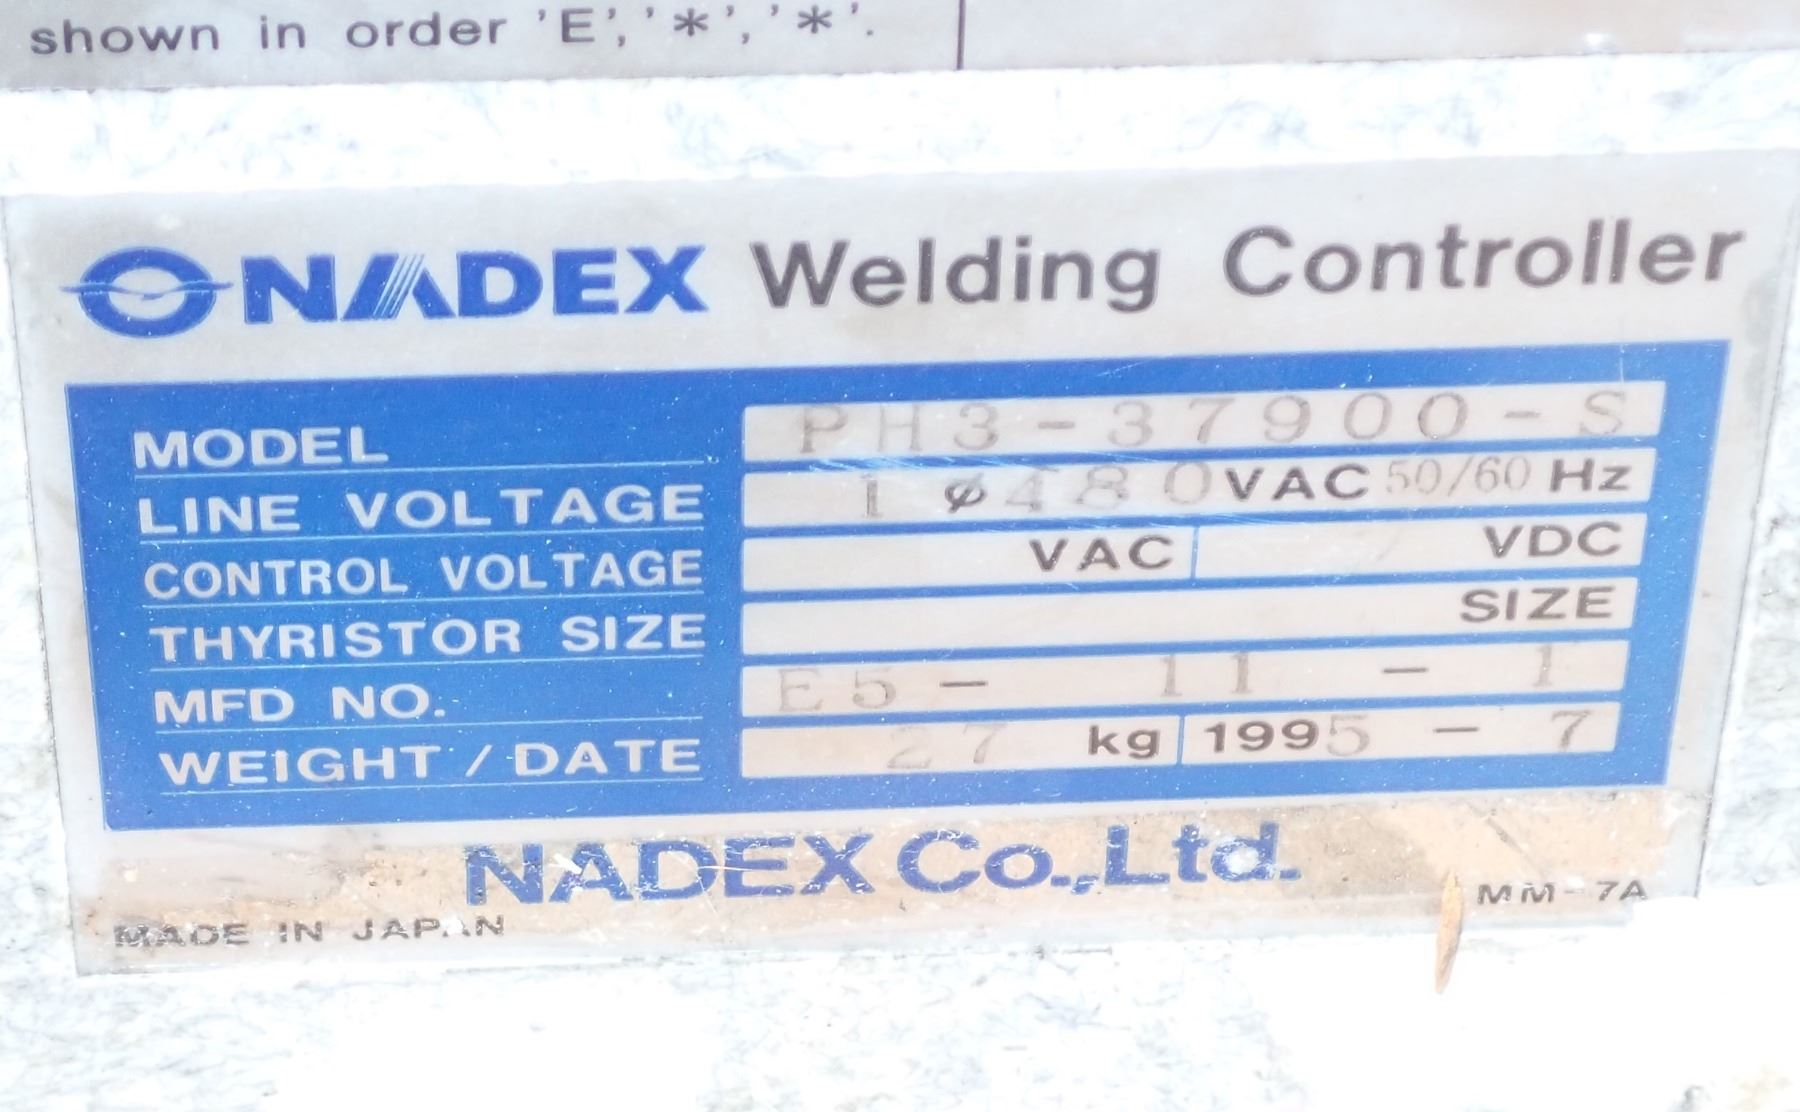 shown in order 'E', '*', '*'.
NADEX Welding Controller
MODEL PH3-37900-S
LINE VOLTAGE 1 ø 480 VAC 50/60 Hz
CONTROL VOLTAGE VAC VDC
THYRISTOR SIZE SIZE
MFD NO. E5- 11 - 1
WEIGHT / DATE 27 kg 1995 - 7
NADEX Co.,Ltd.
MADE IN JAPAN MM-7A